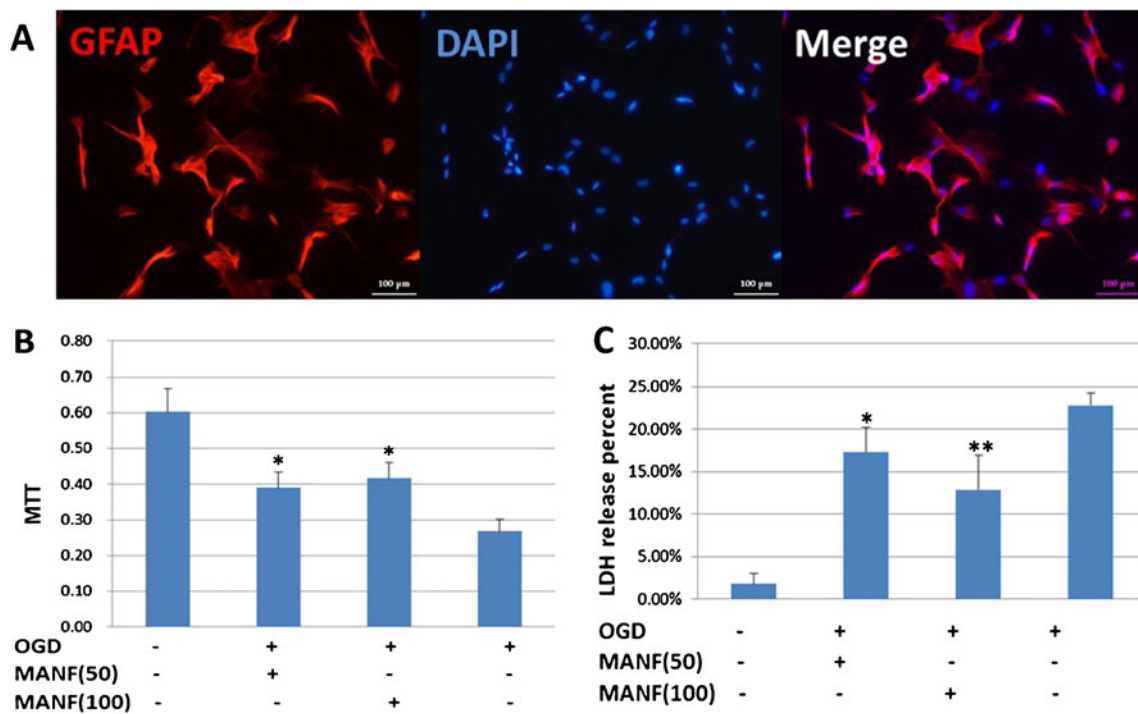 A GFAP DAPI Merge
100 µm 100 µm 100 µm
B
0.80
0.70
0.60
0.50
0.40
0.30
0.20
0.10
0.00
MTT
* *
OGD - + + +
MANF(50) - + - -
MANF(100) - - + -
C
30.00%
25.00%
20.00%
15.00%
10.00%
5.00%
0.00%
LDH release percent
* **
OGD - + + +
MANF(50) - + - -
MANF(100) - - + -